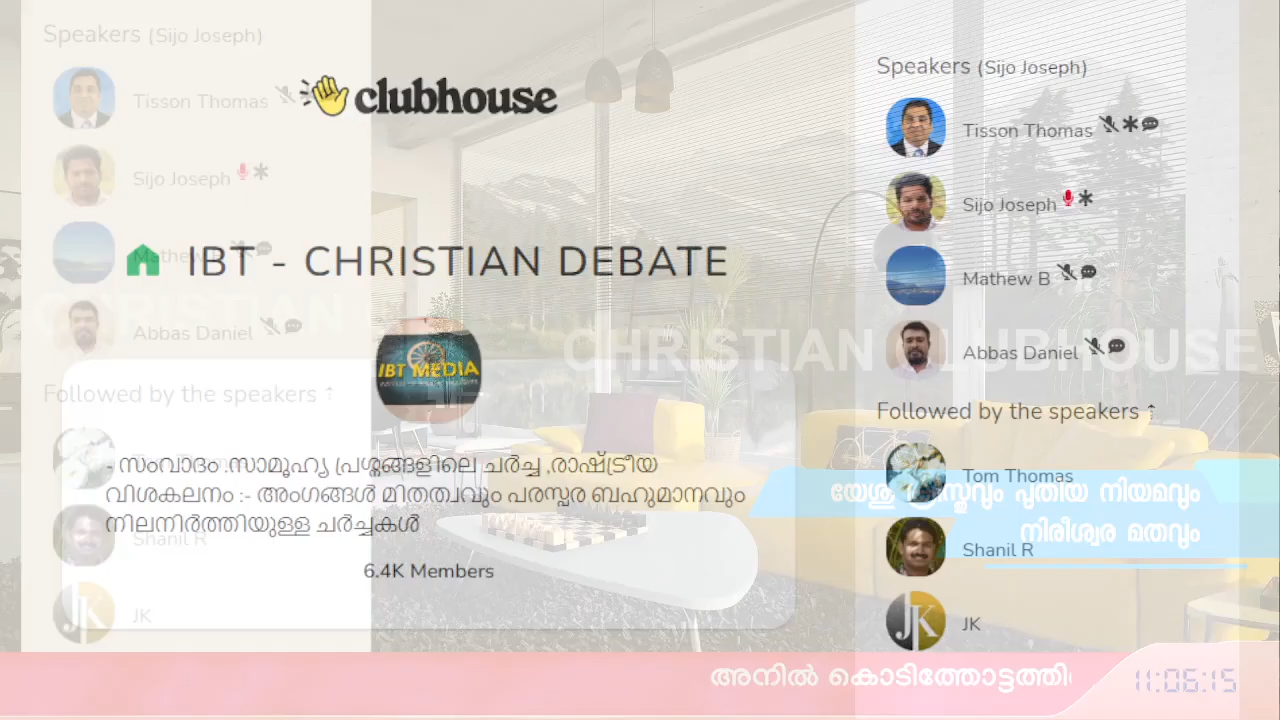 Speakers (Sijo Joseph)
Tisson Thomas
Sijo Joseph
Mathew B
Abbas Daniel
Followed by the speakers ↑
Shanil R
JK
clubhouse
IBT - CHRISTIAN DEBATE
CHRISTIAN
IBT MEDIA
- സംവാദം .സാമൂഹ്യ പ്രശ്നങ്ങളിലെ ചർച്ച ,രാഷ്ട്രീയ
വിശകലനം :- അംഗങ്ങൾ മിതത്വവും പരസ്പര ബഹുമാനവും
നിലനിർത്തിയുള്ള ചർച്ചകൾ
6.4K Members
CHRISTIAN CLUBHOUSE
Speakers (Sijo Joseph)
Tisson Thomas
Sijo Joseph
Mathew B
Abbas Daniel
Followed by the speakers ↑
Tom Thomas
യേശു പുതിയ നിയമവും
നിരീശ്വര മതവും
Shanil R
JK
അനിൽ കൊടിത്തോട്ടത്തി
11:06:15